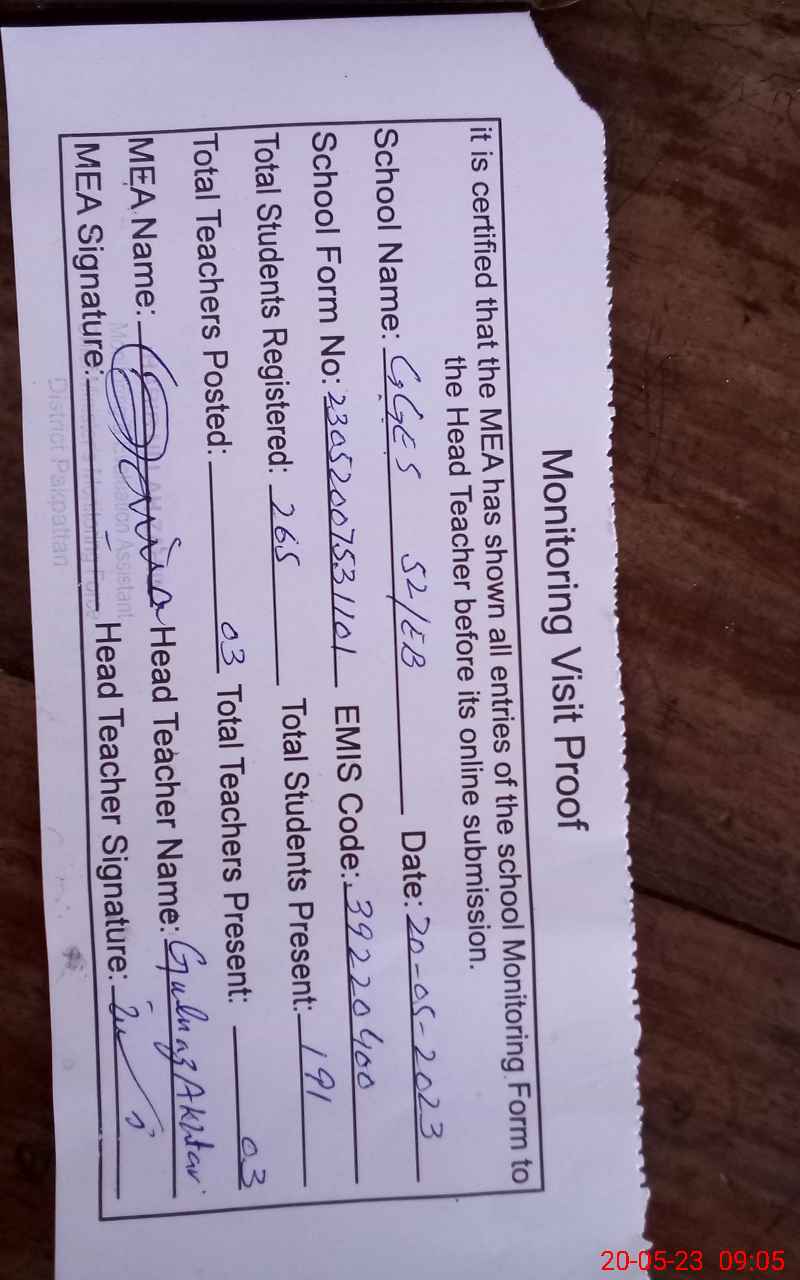 Monitoring Visit Proof
it is certified that the MEA has shown all entries of the school Monitoring Form to
the Head Teacher before its online submission.
School Name: GGES 52/EB Date: 20-05-2023
School Form No: 23052007531101 EMIS Code: 39220400
Total Students Registered: 265 Total Students Present: 191
Total Teachers Posted: 03 Total Teachers Present: 03
MEA Name: Head Teacher Name: Gulnaz Akhtar
MEA Signature: Head Teacher Signature:
District Pakpattan
20-05-23 09:05